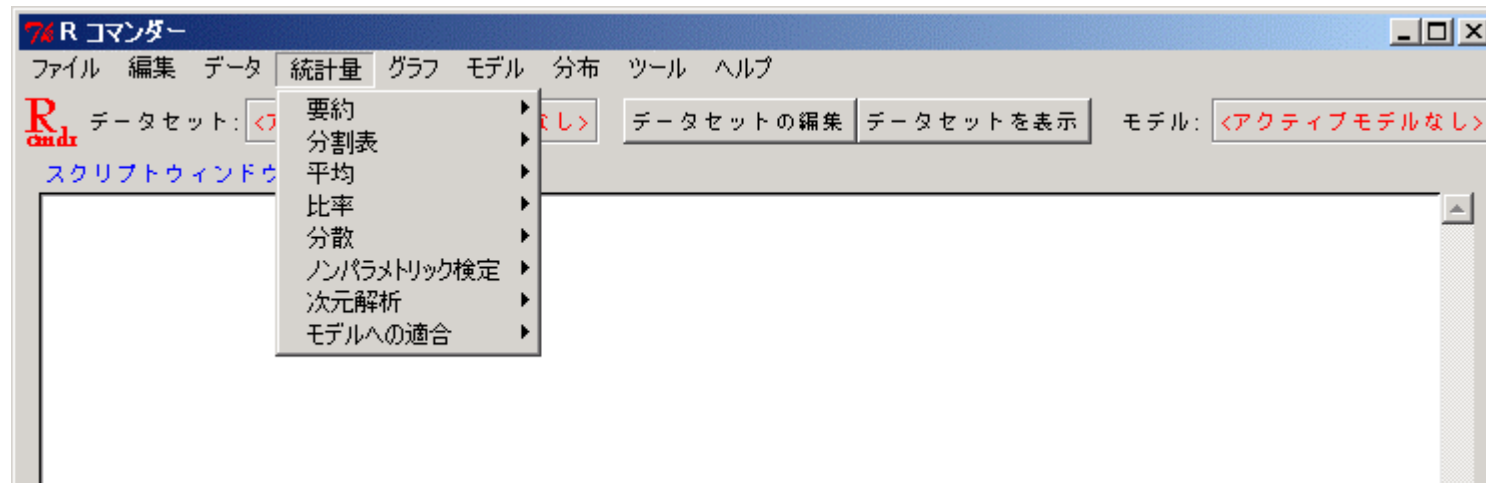 R コマンダー
ファイル 編集 データ 統計量 グラフ モデル 分布 ツール ヘルプ
R cmdr データセット: <ア なし> データセットの編集 データセットを表示 モデル: <アクティブモデルなし>
スクリプトウィンドウ
要約
分割表
平均
比率
分散
ノンパラメトリック検定
次元解析
モデルへの適合